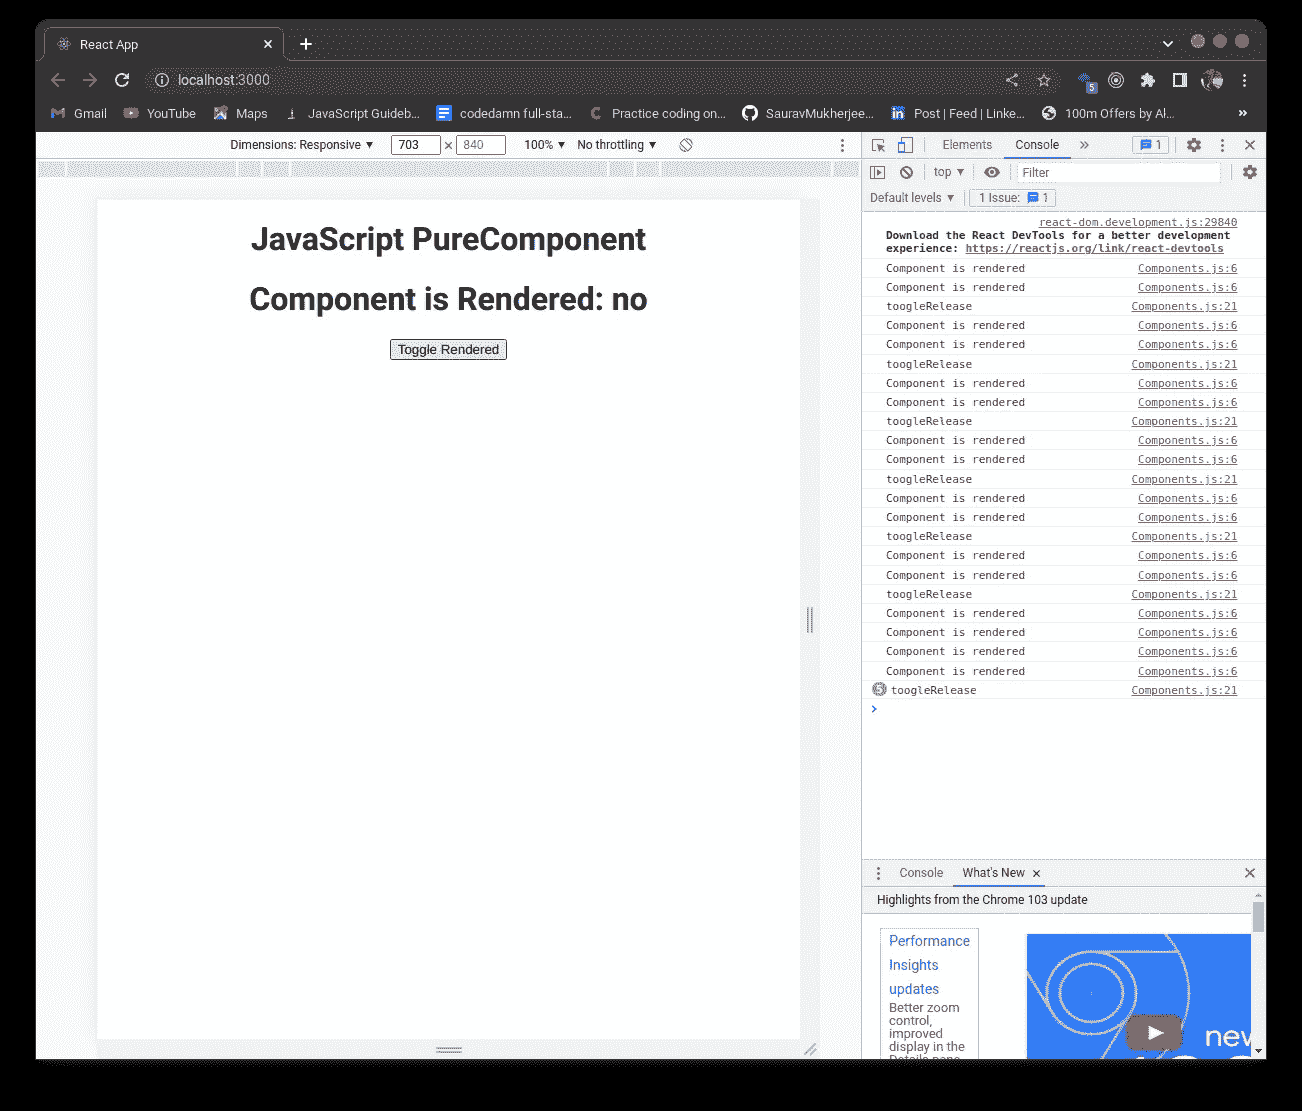 React App
localhost:3000
5
Gmail YouTube Maps JavaScript Guideb... codedamn full-sta... Practice coding on... SauravMukherjee... Post | Feed | Linke... 100m Offers by Al... »
Dimensions: Responsive 703 × 840 100% No throttling
Elements Console » 1
top Filter
Default levels 1 Issue: 1
JavaScript PureComponent
Component is Rendered: no
Toggle Rendered
react-dom.development.js:29840
Download the React DevTools for a better development
experience: https://reactjs.org/link/react-devtools
Component is rendered Components.js:6
Component is rendered Components.js:6
toogleRelease Components.js:21
Component is rendered Components.js:6
Component is rendered Components.js:6
toogleRelease Components.js:21
Component is rendered Components.js:6
Component is rendered Components.js:6
toogleRelease Components.js:21
Component is rendered Components.js:6
Component is rendered Components.js:6
toogleRelease Components.js:21
Component is rendered Components.js:6
Component is rendered Components.js:6
toogleRelease Components.js:21
Component is rendered Components.js:6
Component is rendered Components.js:6
toogleRelease Components.js:21
Component is rendered Components.js:6
Component is rendered Components.js:6
Component is rendered Components.js:6
Component is rendered Components.js:6
5 toogleRelease Components.js:21
Console What's New
Highlights from the Chrome 103 update
Performance
Insights
updates
Better zoom
control,
improved
display in the
new